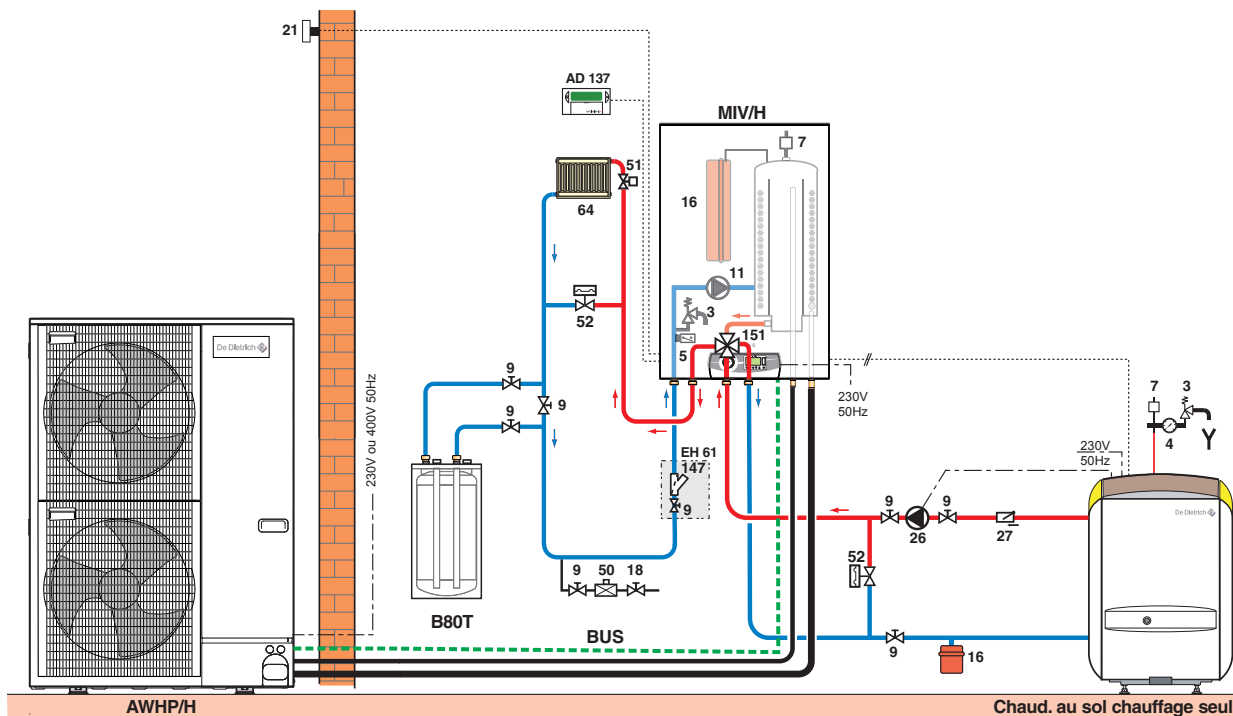 21
AD 137
MIV/H
7
51
16
64
11
3
52
151
5
De Dietrich
230V ou 400V 50Hz
9
9
9
230V
50Hz
7
3
4
EH 61
147
9
230V
50Hz
9
26
9
27
De Dietrich
52
9
50
18
B80T
BUS
9
16
AWHP/H
Chaud. au sol chauffage seul